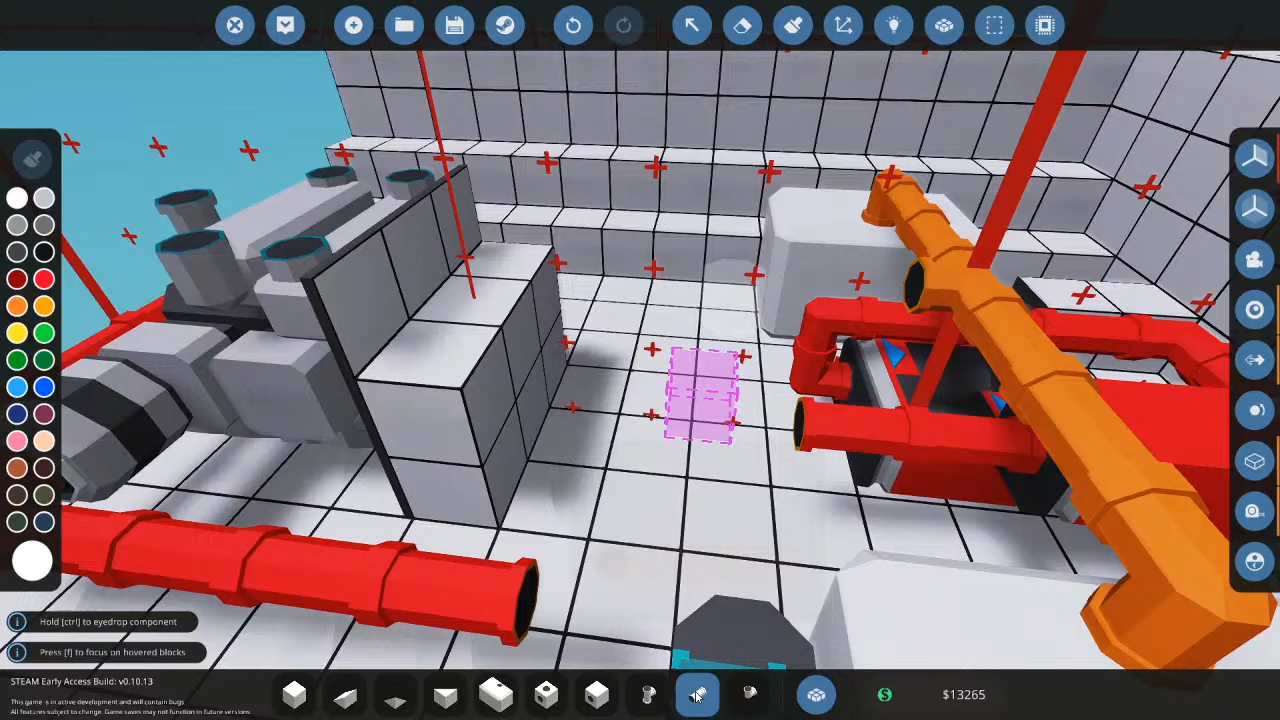 Hold [ctrl] to eyedrop component
Press [f] to focus on hovered blocks
STEAM Early Access Build: v0.10.13
This game is in active development and will contain bugs
All features subject to change. Game saves may not function in future versions.
$ $13265